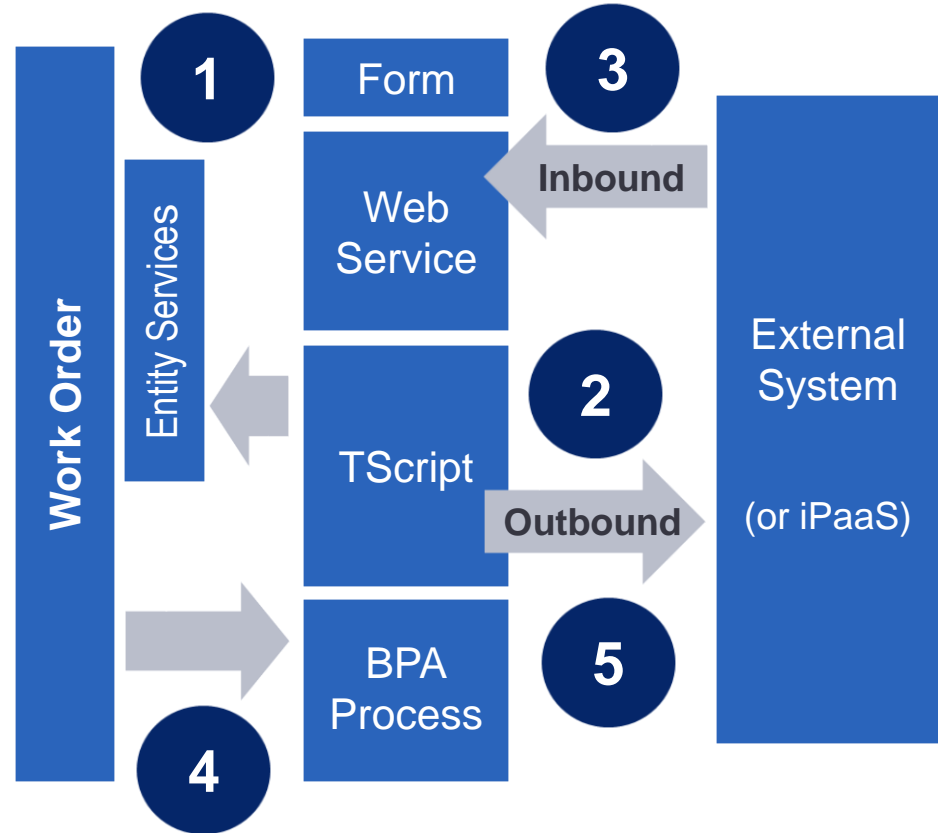 1
Form
3
Inbound
Web
Service
Entity Services
Work Order
External
System
2
TScript
(or iPaaS)
Outbound
BPA
Process
5
4